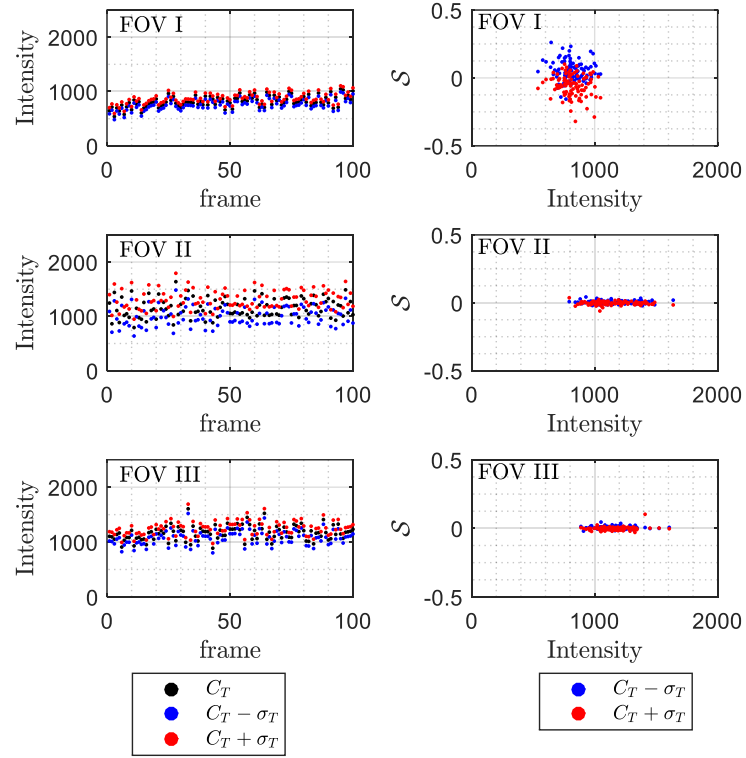 FOV I
2000
1000
0
Intensity
0
50
100
frame
FOV I
0.5
0
-0.5
𝒮
0
1000
2000
Intensity
FOV II
2000
1000
0
Intensity
0
50
100
frame
FOV II
0.5
0
-0.5
𝒮
0
1000
2000
Intensity
FOV III
2000
1000
0
Intensity
0
50
100
frame
FOV III
0.5
0
-0.5
𝒮
0
1000
2000
Intensity
C_T
C_T − σ_T
C_T + σ_T
C_T − σ_T
C_T + σ_T